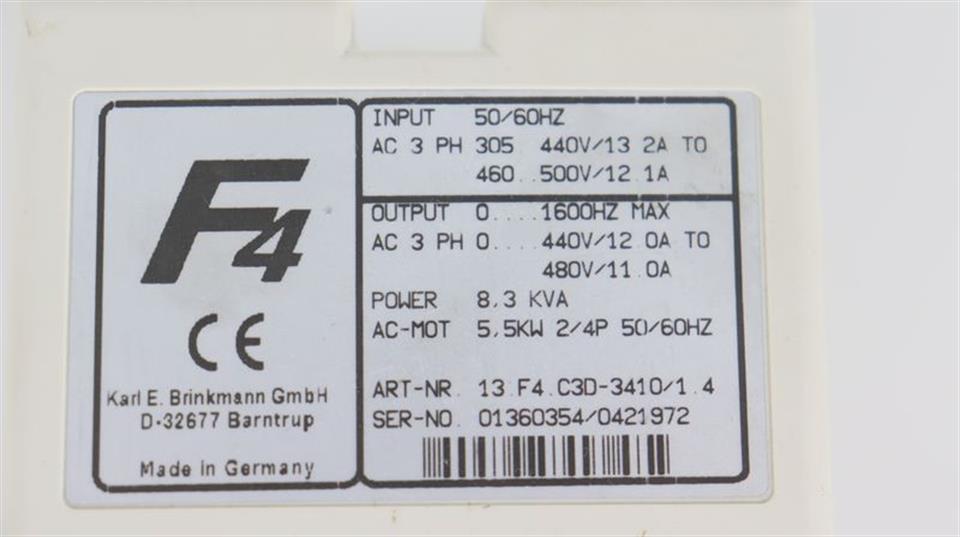 F4
CE
Karl E. Brinkmann GmbH
D-32677 Barntrup
Made in Germany
INPUT 50/60HZ
AC 3 PH 305 440V/13 2A TO
460..500V/12.1A
OUTPUT 0....1600HZ MAX
AC 3 PH 0....440V/12.0A TO
480V/11.0A
POWER 8,3 KVA
AC-MOT 5,5KW 2/4P 50/60HZ
ART-NR. 13.F4.C3D-3410/1.4
SER-NO. 01360354/0421972